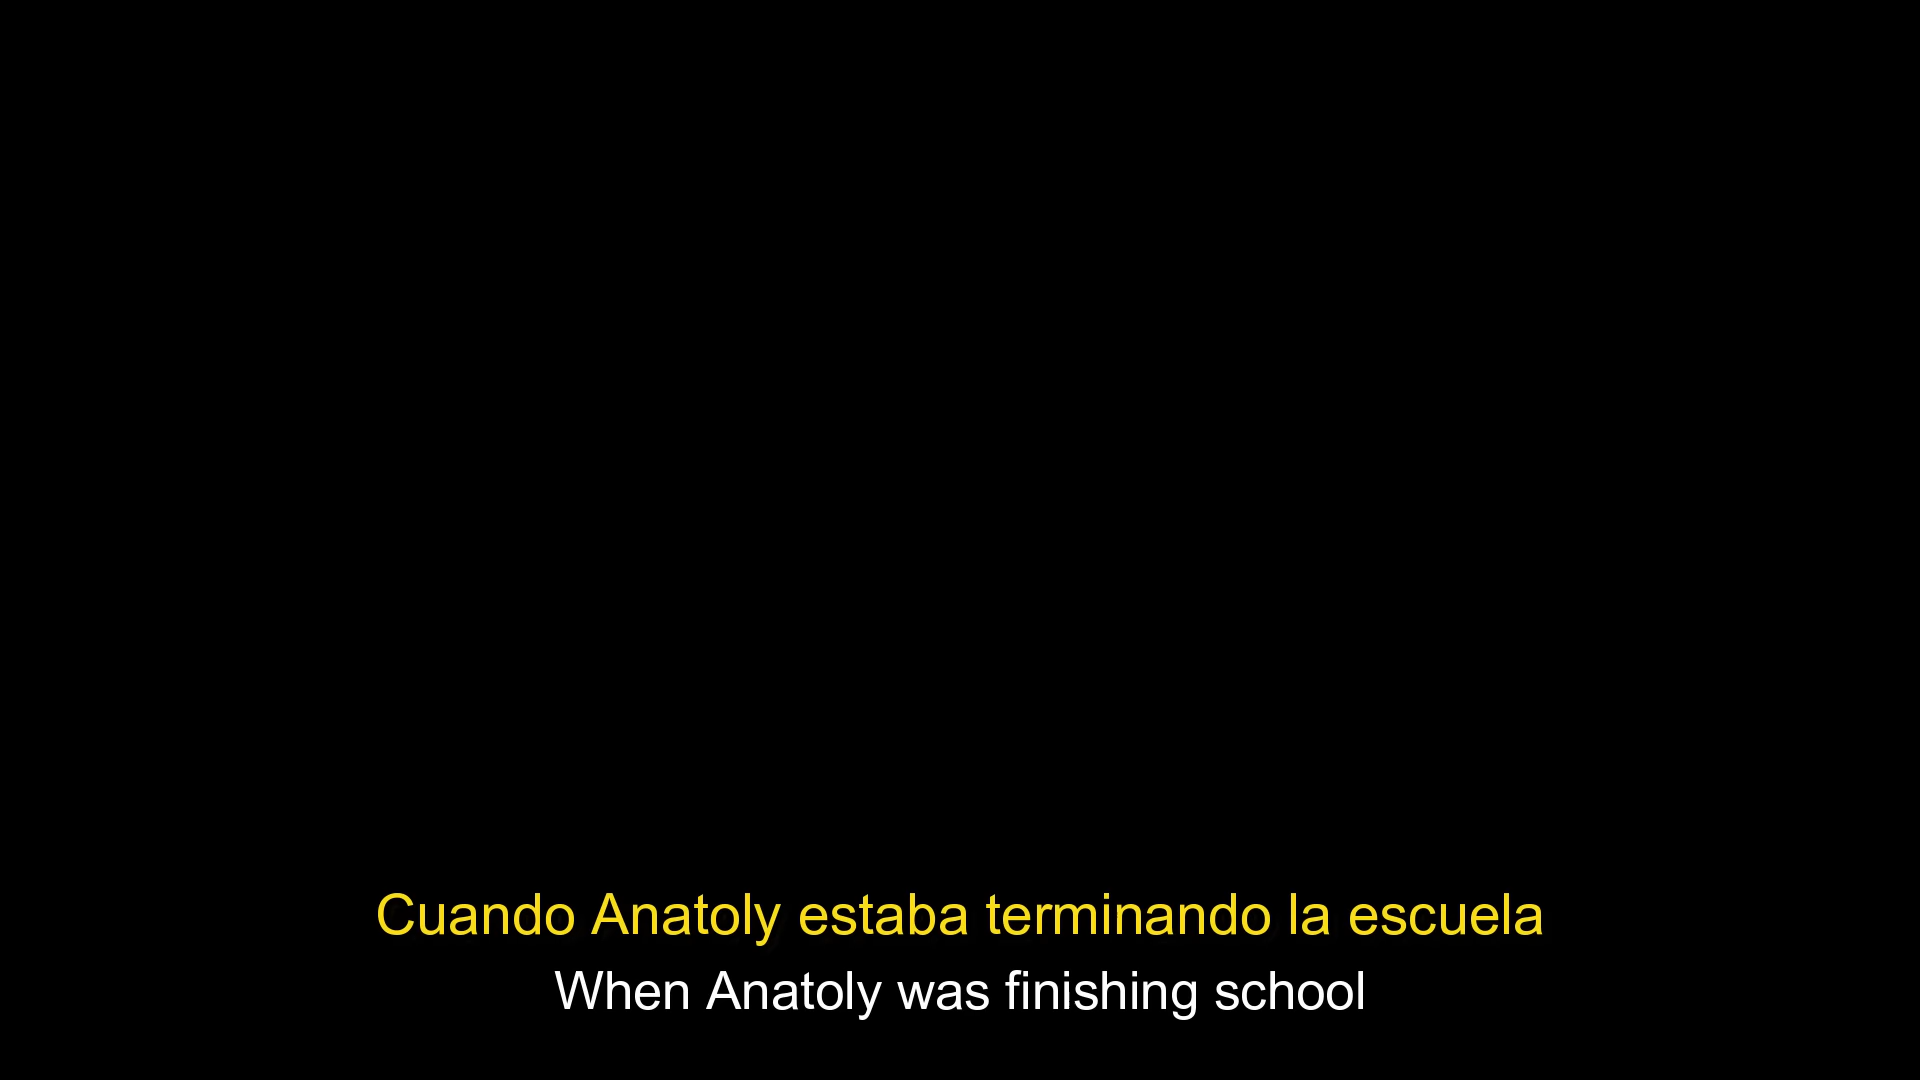 Cuando Anatoly estaba terminando la escuela
When Anatoly was finishing school